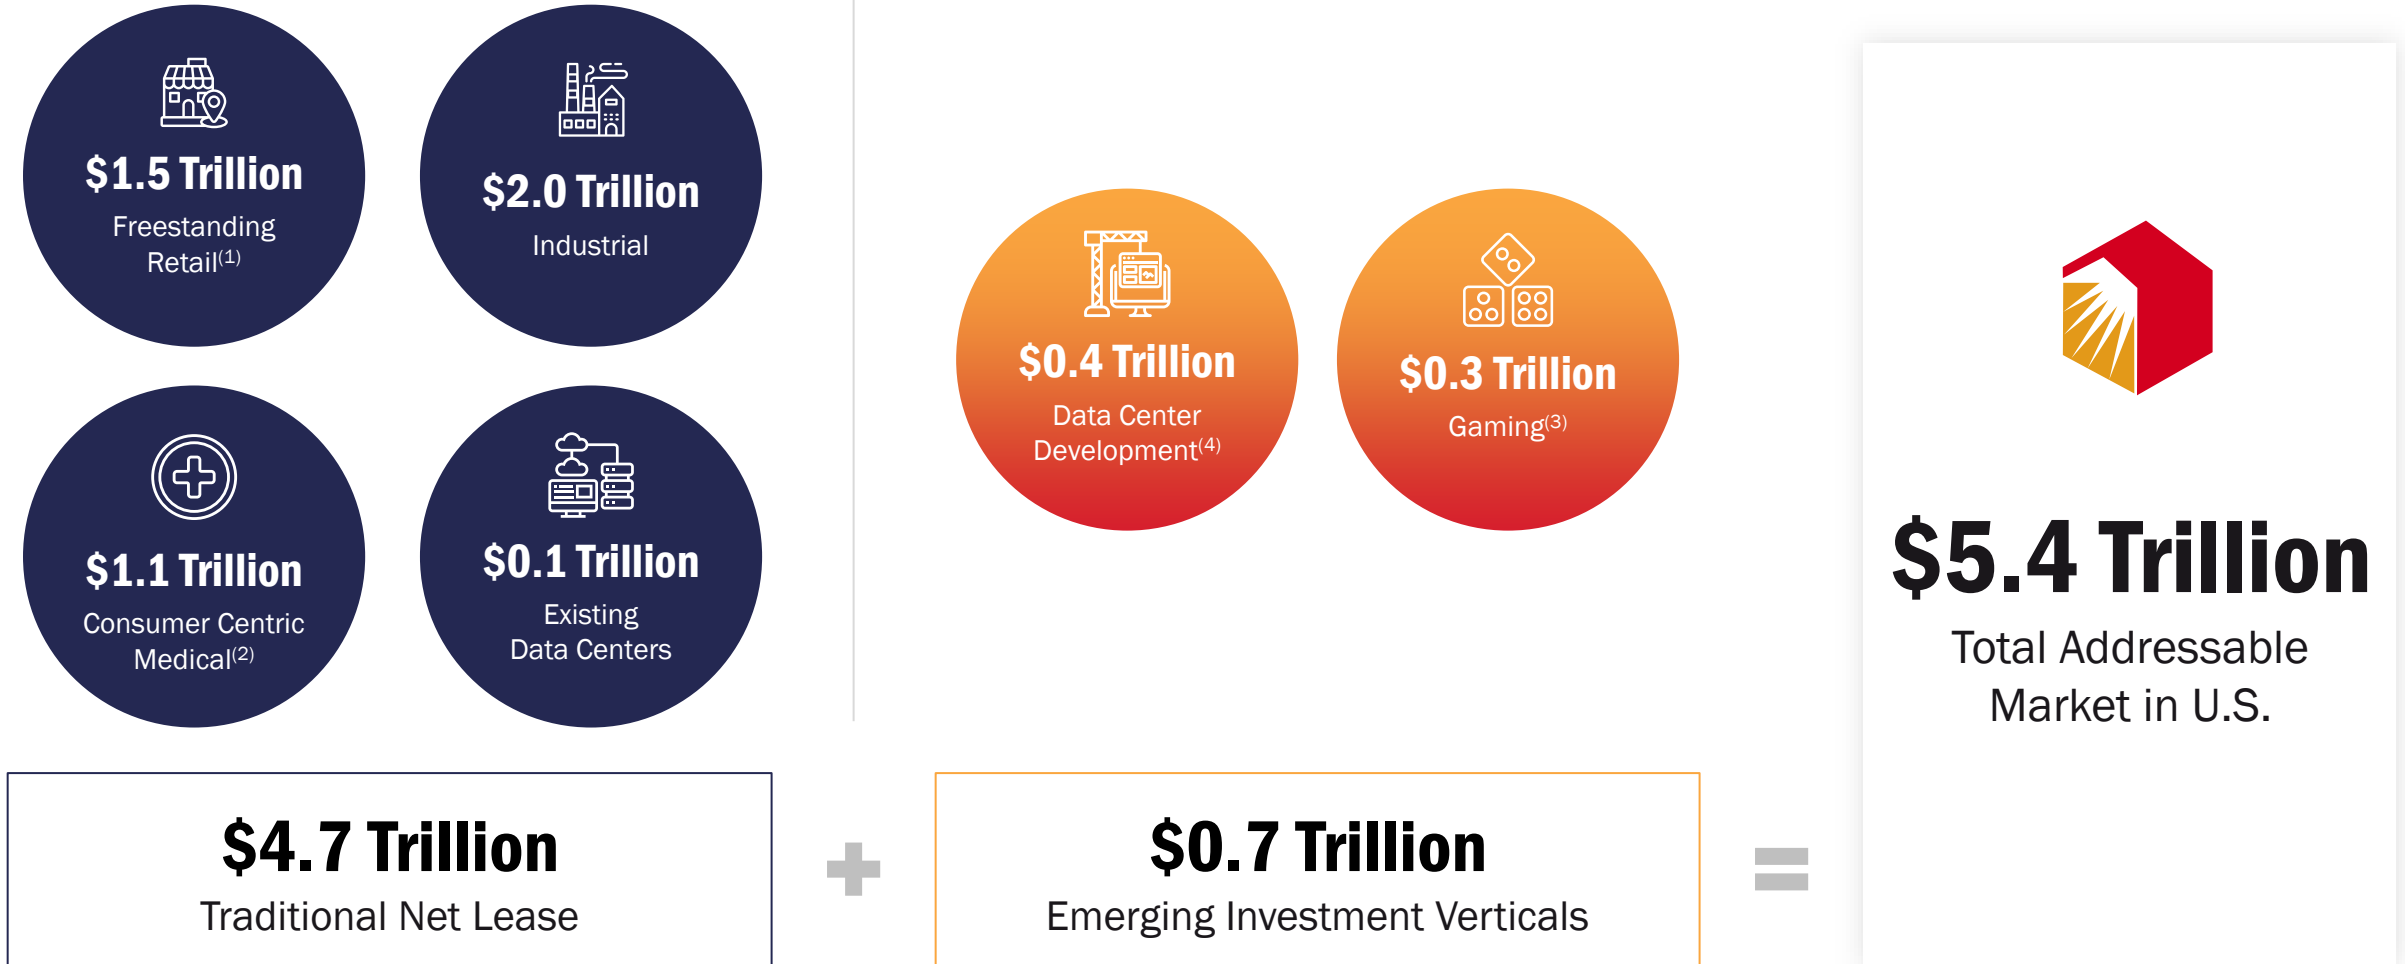 $1.5 Trillion
Freestanding
Retail(1)
$2.0 Trillion
Industrial
$1.1 Trillion
Consumer Centric
Medical(2)
$0.1 Trillion
Existing
Data Centers
$4.7 Trillion
Traditional Net Lease
$0.4 Trillion
Data Center
Development(4)
$0.3 Trillion
Gaming(3)
$0.7 Trillion
Emerging Investment Verticals
$5.4 Trillion
Total Addressable
Market in U.S.